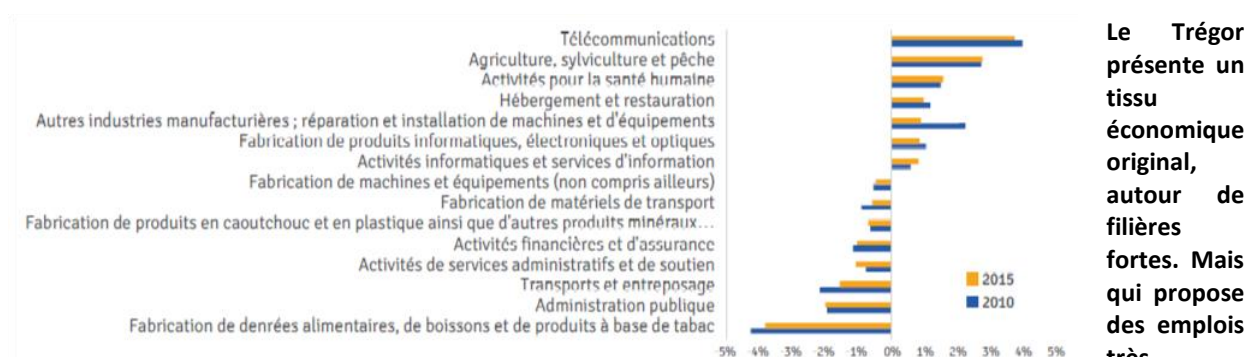 Télécommunications
Agriculture, sylviculture et pêche
Activités pour la santé humaine
Hébergement et restauration
Autres industries manufacturières ; réparation et installation de machines et d'équipements
Fabrication de produits informatiques, électroniques et optiques
Activités informatiques et services d'information
Fabrication de machines et équipements (non compris ailleurs)
Fabrication de matériels de transport
Fabrication de produits en caoutchouc et en plastique ainsi que d'autres produits minéraux…
Activités financières et d'assurance
Activités de services administratifs et de soutien
Transports et entreposage
Administration publique
Fabrication de denrées alimentaires, de boissons et de produits à base de tabac
2015
2010
-5% -4% -3% -2% -1% 0% 1% 2% 3% 4% 5%
Le Trégor
présente un
tissu
économique
original,
autour de
filières
fortes. Mais
qui propose
des emplois
très